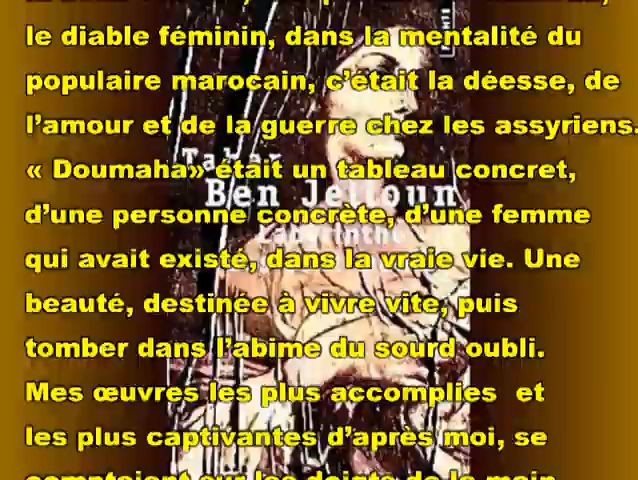 le diable féminin, dans la mentalité du
populaire marocain, c'était la déesse, de
l'amour et de la guerre chez les assyriens.
« Doumaha» était un tableau concret,
d'une personne concrète, d'une femme
qui avait existé, dans la vraie vie. Une
beauté, destinée à vivre vite, puis
tomber dans l'abime du sourd oubli.
Mes œuvres les plus accomplies et
les plus captivantes d'après moi, se
comptaient sur les doigts de la main
Tahar
Ben Jelloun
Labyrinthe